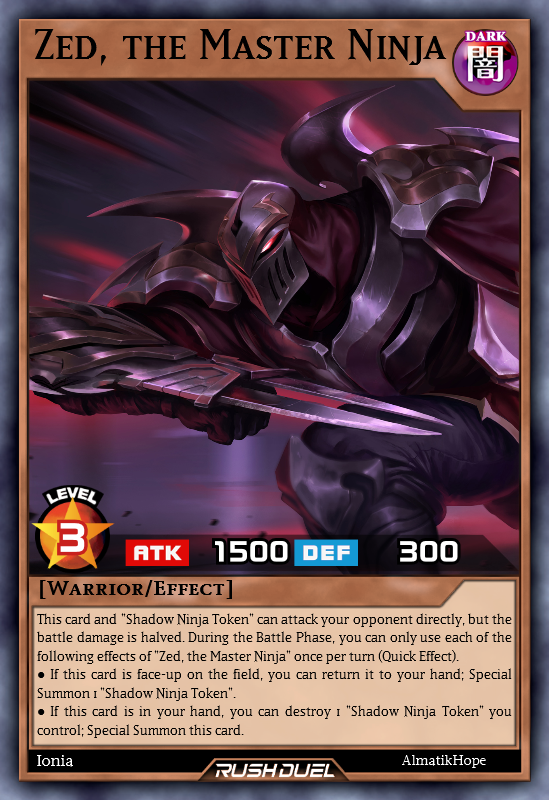 Zed, the Master Ninja
DARK
闇
LEVEL
3
ATK 1500 DEF 300
[Warrior/Effect]
This card and "Shadow Ninja Token" can attack your opponent directly, but the
battle damage is halved. During the Battle Phase, you can only use each of the
following effects of "Zed, the Master Ninja" once per turn (Quick Effect).
● If this card is face-up on the field, you can return it to your hand; Special
Summon 1 "Shadow Ninja Token".
● If this card is in your hand, you can destroy 1 "Shadow Ninja Token" you
control; Special Summon this card.
Ionia
RUSH DUEL
AlmatikHope